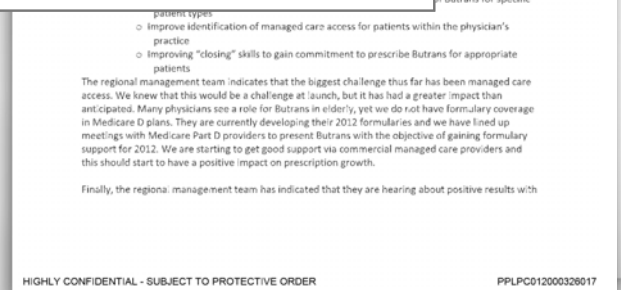 patient types
o Improve identification of managed care access for patients within the physician's
practice
o Improving "closing" skills to gain commitment to prescribe Butrans for appropriate
patients
The regional management team indicates that the biggest challenge thus far has been managed care
access. We knew that this would be a challenge at launch, but it has had a greater impact than
anticipated. Many physicians see a role for Butrans in elderly, yet we do not have formulary coverage
in Medicare D plans. They are currently developing their 2012 formularies and we have lined up
meetings with Medicare Part D providers to present Butrans with the objective of gaining formulary
support for 2012. We are starting to get good support via commercial managed care providers and
this should start to have a positive impact on prescription growth.
Finally, the regional management team has indicated that they are hearing about positive results with
HIGHLY CONFIDENTIAL - SUBJECT TO PROTECTIVE ORDER
PPLPC012000326017